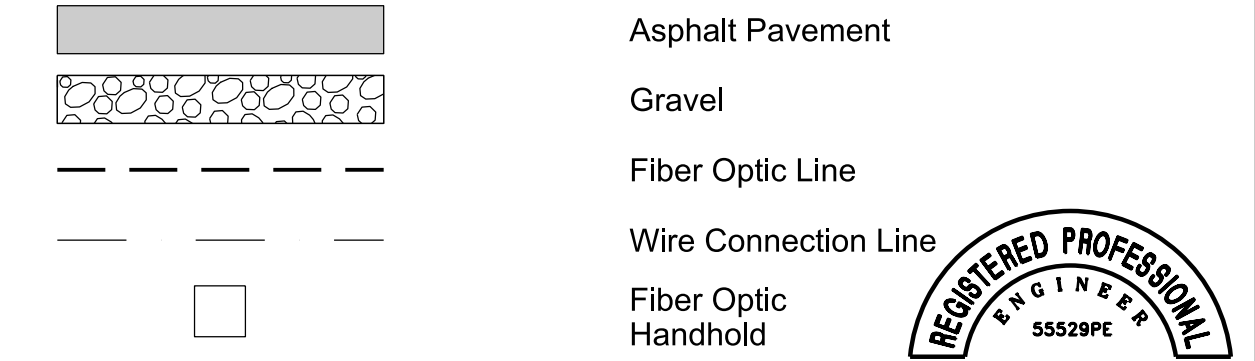 Asphalt Pavement
Gravel
Fiber Optic Line
Wire Connection Line
Fiber Optic
Handhold
REGISTERED PROFESSIONAL
ENGINEER
55529PE